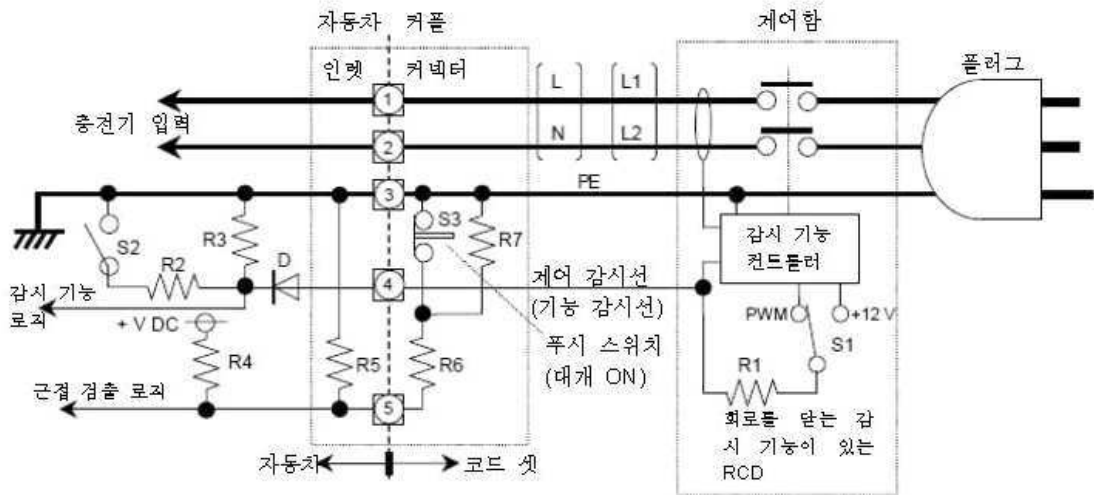 자동차 커플
제어함
플러그
인렛 커넥터
1
L L1
충전기 입력
2
N L2
3
PE
S3
S2
R3
R7
감시 기능
컨트롤러
R2
D
4
제어 감시선
(기능 감시선)
감시 기능
로직
+ V DC
PWM
+12 V
S1
푸시 스위치
(대개 ON)
R4
R5
R6
R1
근접 검출 로직
5
회로를 닫는 감
시 기능이 있는
RCD
자동차
코드 셋